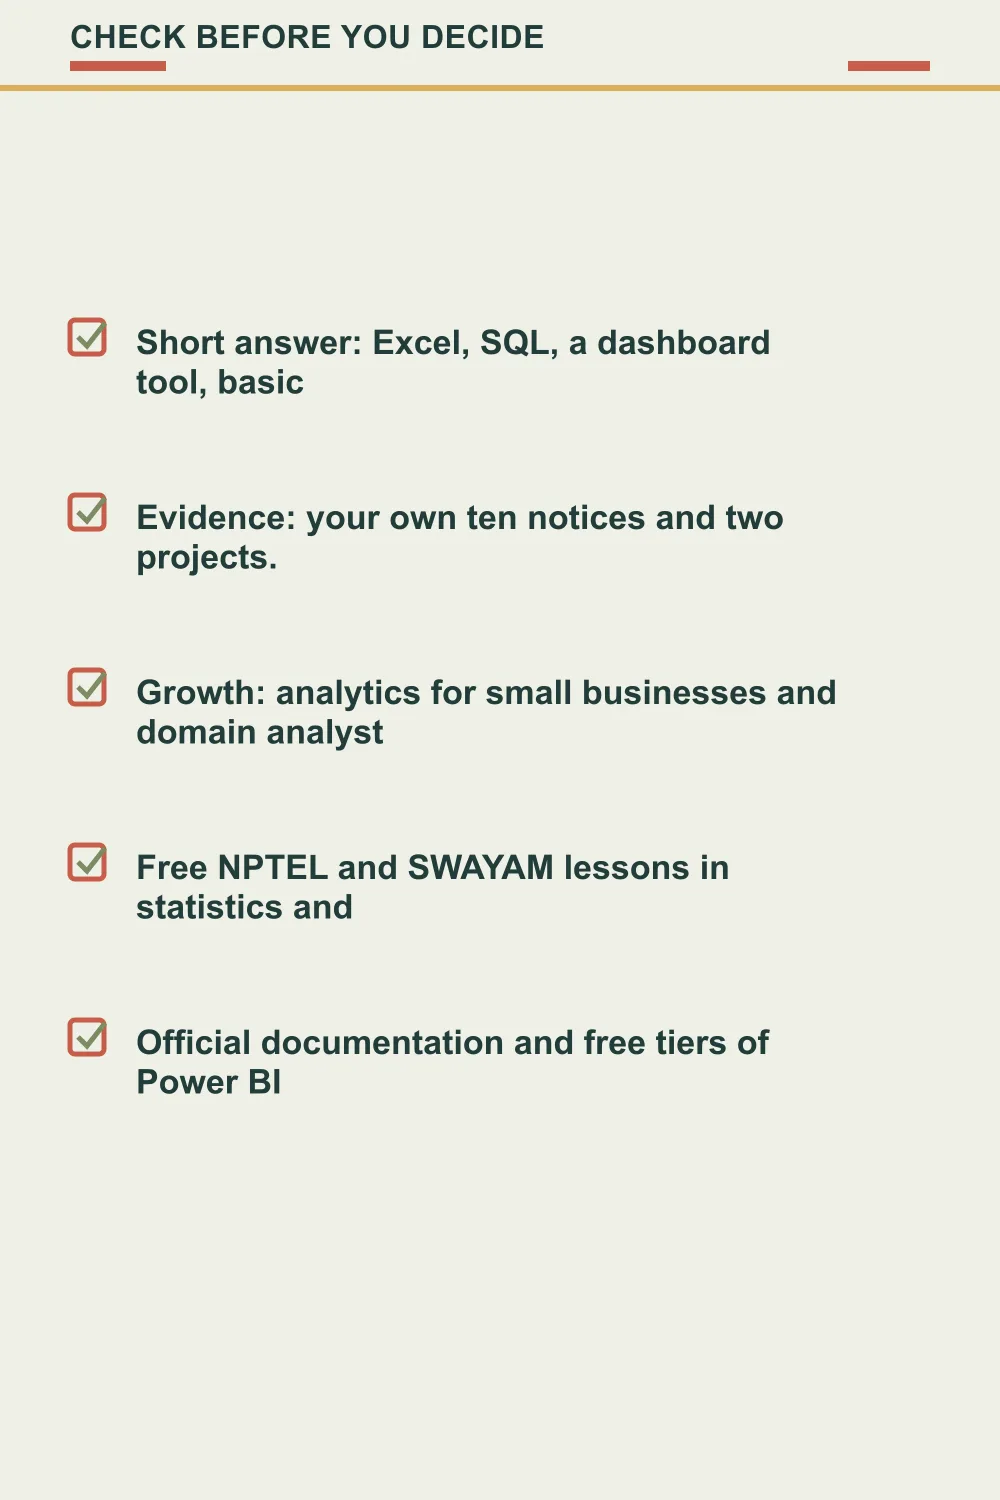 CHECK BEFORE YOU DECIDE
Short answer: Excel, SQL, a dashboard
tool, basic
Evidence: your own ten notices and two
projects.
Growth: analytics for small businesses and
domain analyst
Free NPTEL and SWAYAM lessons in
statistics and
Official documentation and free tiers of
Power BI